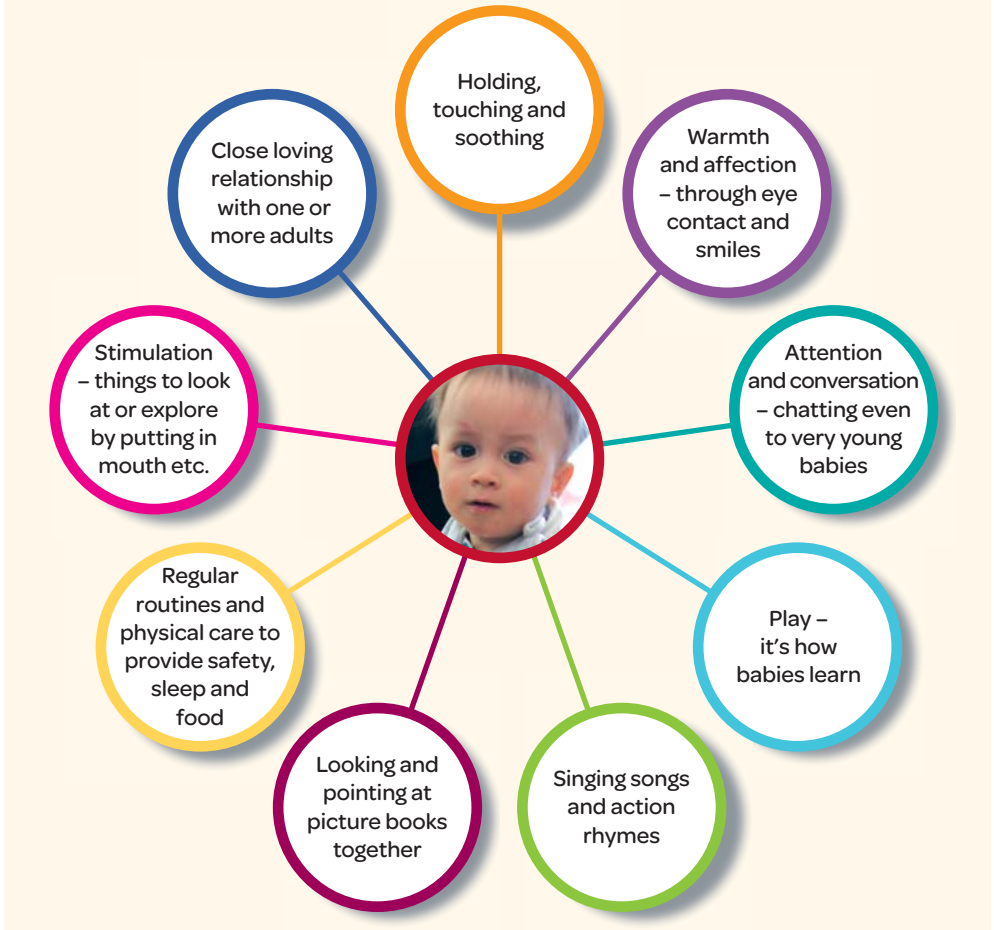 Holding,
touching and
soothing
Warmth
and affection
– through eye
contact and
smiles
Attention
and conversation
– chatting even
to very young
babies
Play –
it's how
babies learn
Singing songs
and action
rhymes
Looking and
pointing at
picture books
together
Regular
routines and
physical care to
provide safety,
sleep and
food
Stimulation
– things to look
at or explore
by putting in
mouth etc.
Close loving
relationship
with one or
more adults